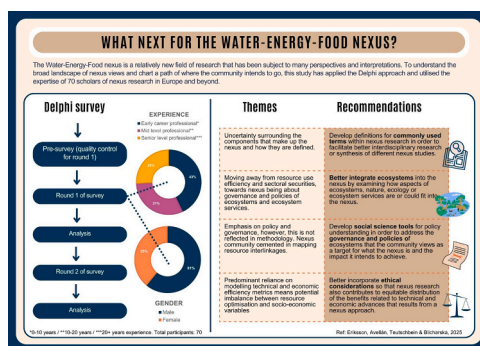 WHAT NEXT FOR THE WATER-ENERGY-FOOD NEXUS?
The Water-Energy-Food nexus is a relatively new field of research that has been subject to many perspectives and interpretations. To understand the
broad landscape of nexus views and chart a path of where the community intends to go, this study has applied the Delphi approach and utilised the
expertise of 70 scholars of nexus research in Europe and beyond.
Delphi survey
Pre-survey (quality control
for round 1)
Round 1 of survey
Analysis
Round 2 of survey
Analysis
EXPERIENCE
Early career professional*
Mid level professional**
Senior level professional***
GENDER
Male
Female
*0-10 years / **10-20 years / ***20+ years experience. Total participants: 70
Themes
Uncertainty surrounding the
components that make up the
nexus and how they are defined.
Moving away from resource use
efficiency and sectoral securities,
towards nexus being about
governance and policies of
ecosystems and ecosystem
services.
Emphasis on policy and
governance, however, this is not
reflected in methodology. Nexus
community cemented in mapping
resource interlinkages.
Predominant reliance on
modelling technical and economic
efficiency metrics means potential
imbalance between resource
optimisation and socio-economic
variables
Recommendations
Develop definitions for commonly used
terms within nexus research in order to
facilitate better interdisciplinary research
or synthesis of different nexus studies.
Better integrate ecosystems into the
nexus by examining how aspects of
ecosystems, nature, ecology or
ecosystem services are or could fit into
the nexus.
Develop social science tools for policy
understanding in order to address the
governance and policies of
ecosystems that the community views as
a target for what the nexus is and the
impact it intends to achieve.
Better incorporate ethical
considerations so that nexus research
also contributes to equitable distribution
of the benefits related to technical and
economic advances that results from a
nexus approach.
Ref: Eriksson, Avellán, Teutschbein & Blicharska, 2025